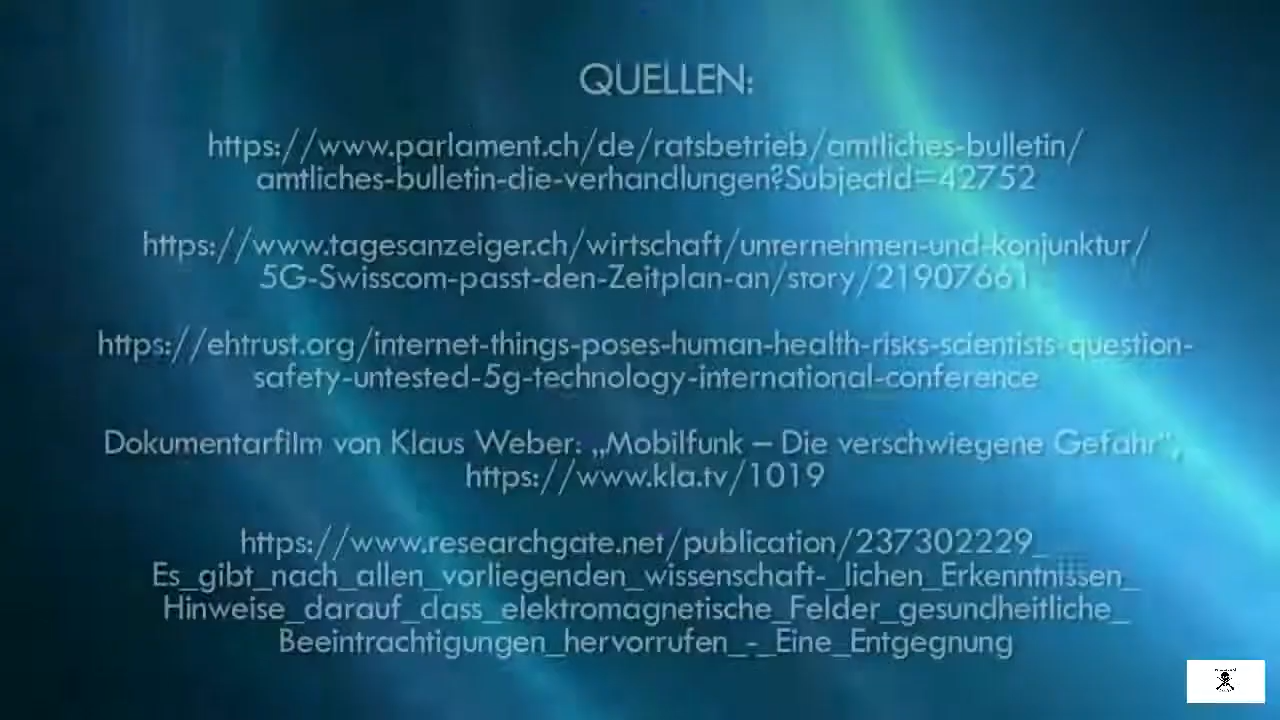 QUELLEN:
https://www.parlament.ch/de/ratsbetrieb/amtliches-bulletin/
amtliches-bulletin-die-verhandlungen?SubjectId=42752
https://www.tagesanzeiger.ch/wirtschaft/unternehmen-und-konjunktur/
5G-Swisscom-passt-den-Zeitplan-an/story/21907661
https://ehtrust.org/internet-things-poses-human-health-risks-scientists-question-
safety-untested-5g-technology-international-conference
Dokumentarfilm von Klaus Weber: „Mobilfunk – Die verschwiegene Gefahr“,
https://www.kla.tv/1019
https://www.researchgate.net/publication/237302229_
Es_gibt_nach_allen_vorliegenden_wissenschaft-_lichen_Erkenntnissen_
Hinweise_darauf_dass_elektromagnetische_Felder_gesundheitliche_
Beeintrachtigungen_hervorrufen_-_Eine_Entgegnung